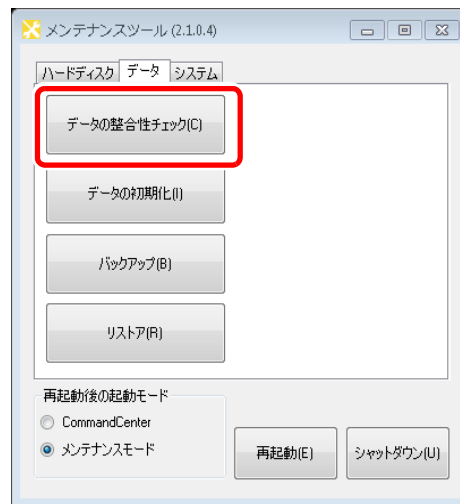 メンテナンスツール (2.1.0.4)
ハードディスク データ システム
データの整合性チェック(C)
データの初期化(I)
バックアップ(B)
リストア(R)
再起動後の起動モード
CommandCenter
メンテナンスモード
再起動(E) シャットダウン(U)